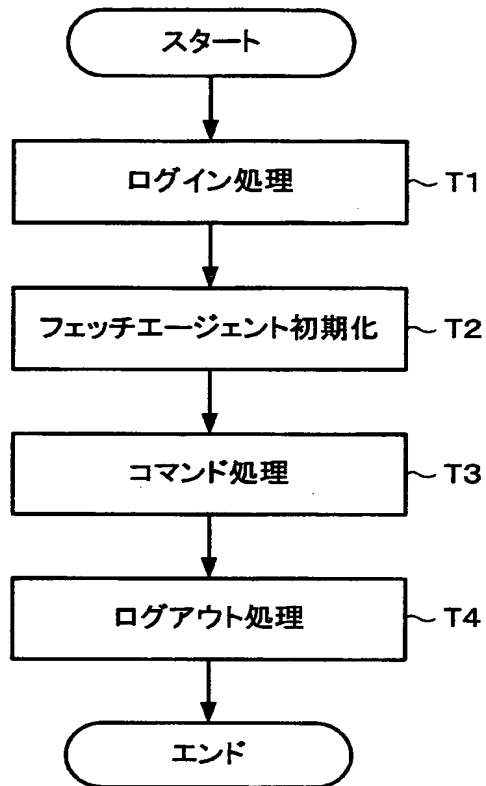 スタート
ログイン処理 T1
フェッチエージェント初期化 T2
コマンド処理 T3
ログアウト処理 T4
エンド